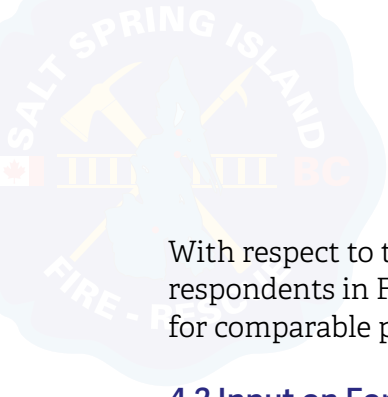 SALT SPRING ISLAND
BC
FIRE - RESCUE
With respect to t
respondents in F
for comparable p